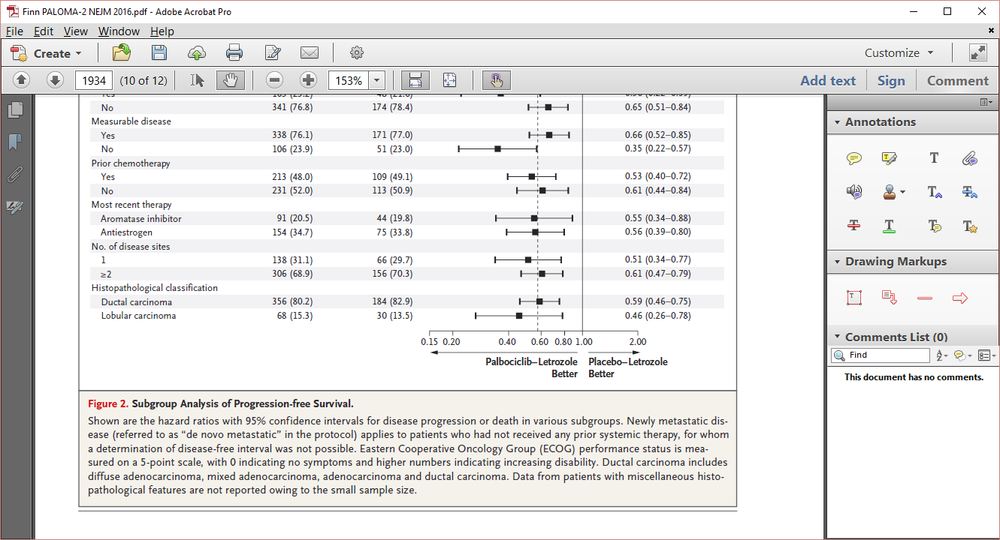 Finn PALOMA-2 NEJM 2016.pdf - Adobe Acrobat Pro
File Edit View Window Help
Create Customize
1934 (10 of 12) 153% Add text Sign Comment
Yes
No 341 (76.8) 174 (78.4) 0.65 (0.51–0.84)
Measurable disease
Yes 338 (76.1) 171 (77.0) 0.66 (0.52–0.85)
No 106 (23.9) 51 (23.0) 0.35 (0.22–0.57)
Prior chemotherapy
Yes 213 (48.0) 109 (49.1) 0.53 (0.40–0.72)
No 231 (52.0) 113 (50.9) 0.61 (0.44–0.84)
Most recent therapy
Aromatase inhibitor 91 (20.5) 44 (19.8) 0.55 (0.34–0.88)
Antiestrogen 154 (34.7) 75 (33.8) 0.56 (0.39–0.80)
No. of disease sites
1 138 (31.1) 66 (29.7) 0.51 (0.34–0.77)
≥2 306 (68.9) 156 (70.3) 0.61 (0.47–0.79)
Histopathological classification
Ductal carcinoma 356 (80.2) 184 (82.9) 0.59 (0.46–0.75)
Lobular carcinoma 68 (15.3) 30 (13.5) 0.46 (0.26–0.78)
0.15 0.20 0.40 0.60 0.80 1.00 2.00
Palbociclib–Letrozole Better
Placebo–Letrozole Better
Figure 2. Subgroup Analysis of Progression-free Survival.
Shown are the hazard ratios with 95% confidence intervals for disease progression or death in various subgroups. Newly metastatic dis-
ease (referred to as “de novo metastatic” in the protocol) applies to patients who had not received any prior systemic therapy, for whom
a determination of disease-free interval was not possible. Eastern Cooperative Oncology Group (ECOG) performance status is mea-
sured on a 5-point scale, with 0 indicating no symptoms and higher numbers indicating increasing disability. Ductal carcinoma includes
diffuse adenocarcinoma, mixed adenocarcinoma, adenocarcinoma and ductal carcinoma. Data from patients with miscellaneous histo-
pathological features are not reported owing to the small sample size.
Annotations
Drawing Markups
Comments List (0)
Find
This document has no comments.